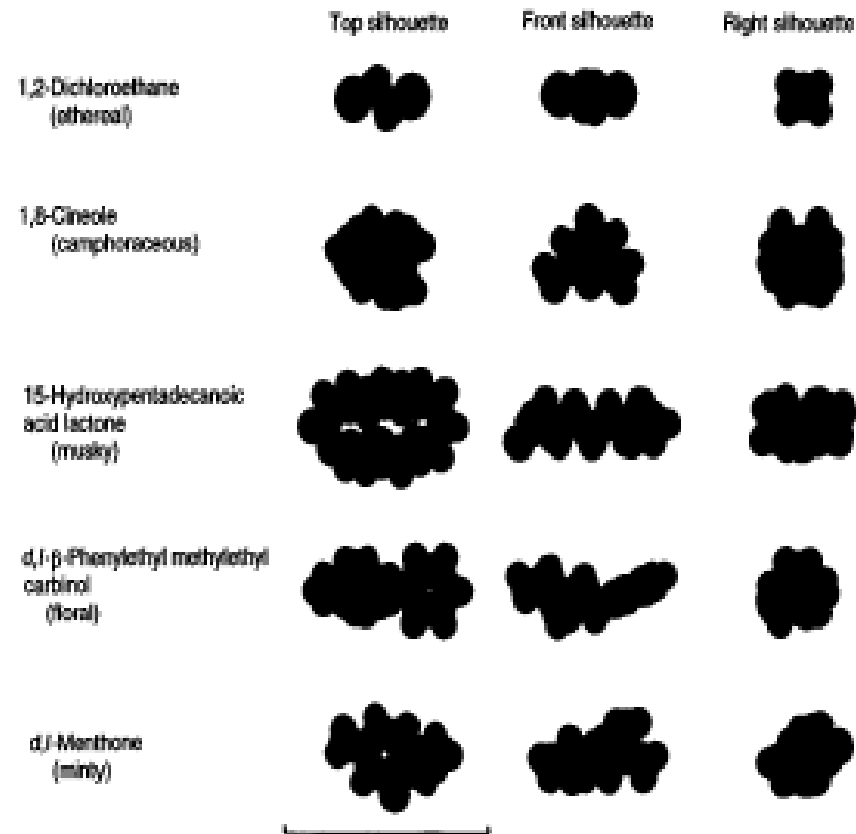 Top silhouette Front silhouette Right silhouette
1,2-Dichloroethane
(ethereal)
1,8-Cineole
(camphoraceous)
15-Hydroxypentadecanoic
acid lactone
(musky)
d,l-β-Phenylethyl methylethyl
carbinol
(floral)
d,l-Menthone
(minty)